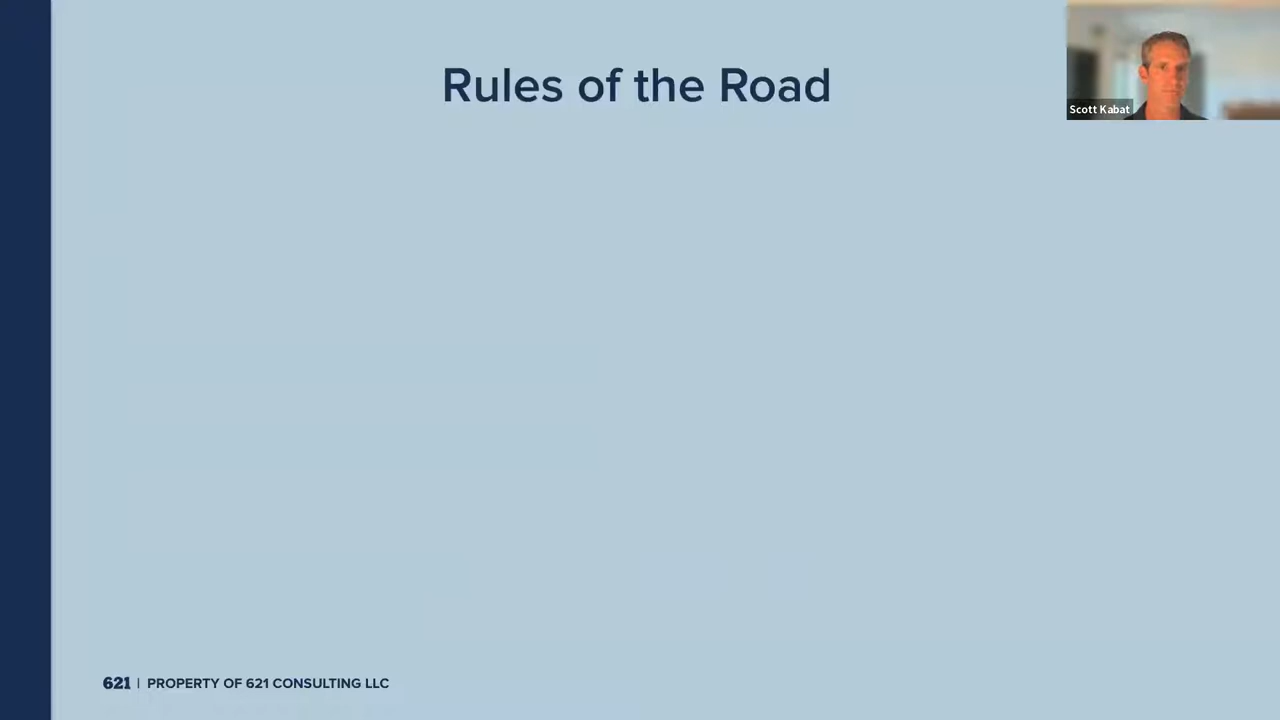 Rules of the Road
Scott Kabat
621 | PROPERTY OF 621 CONSULTING LLC